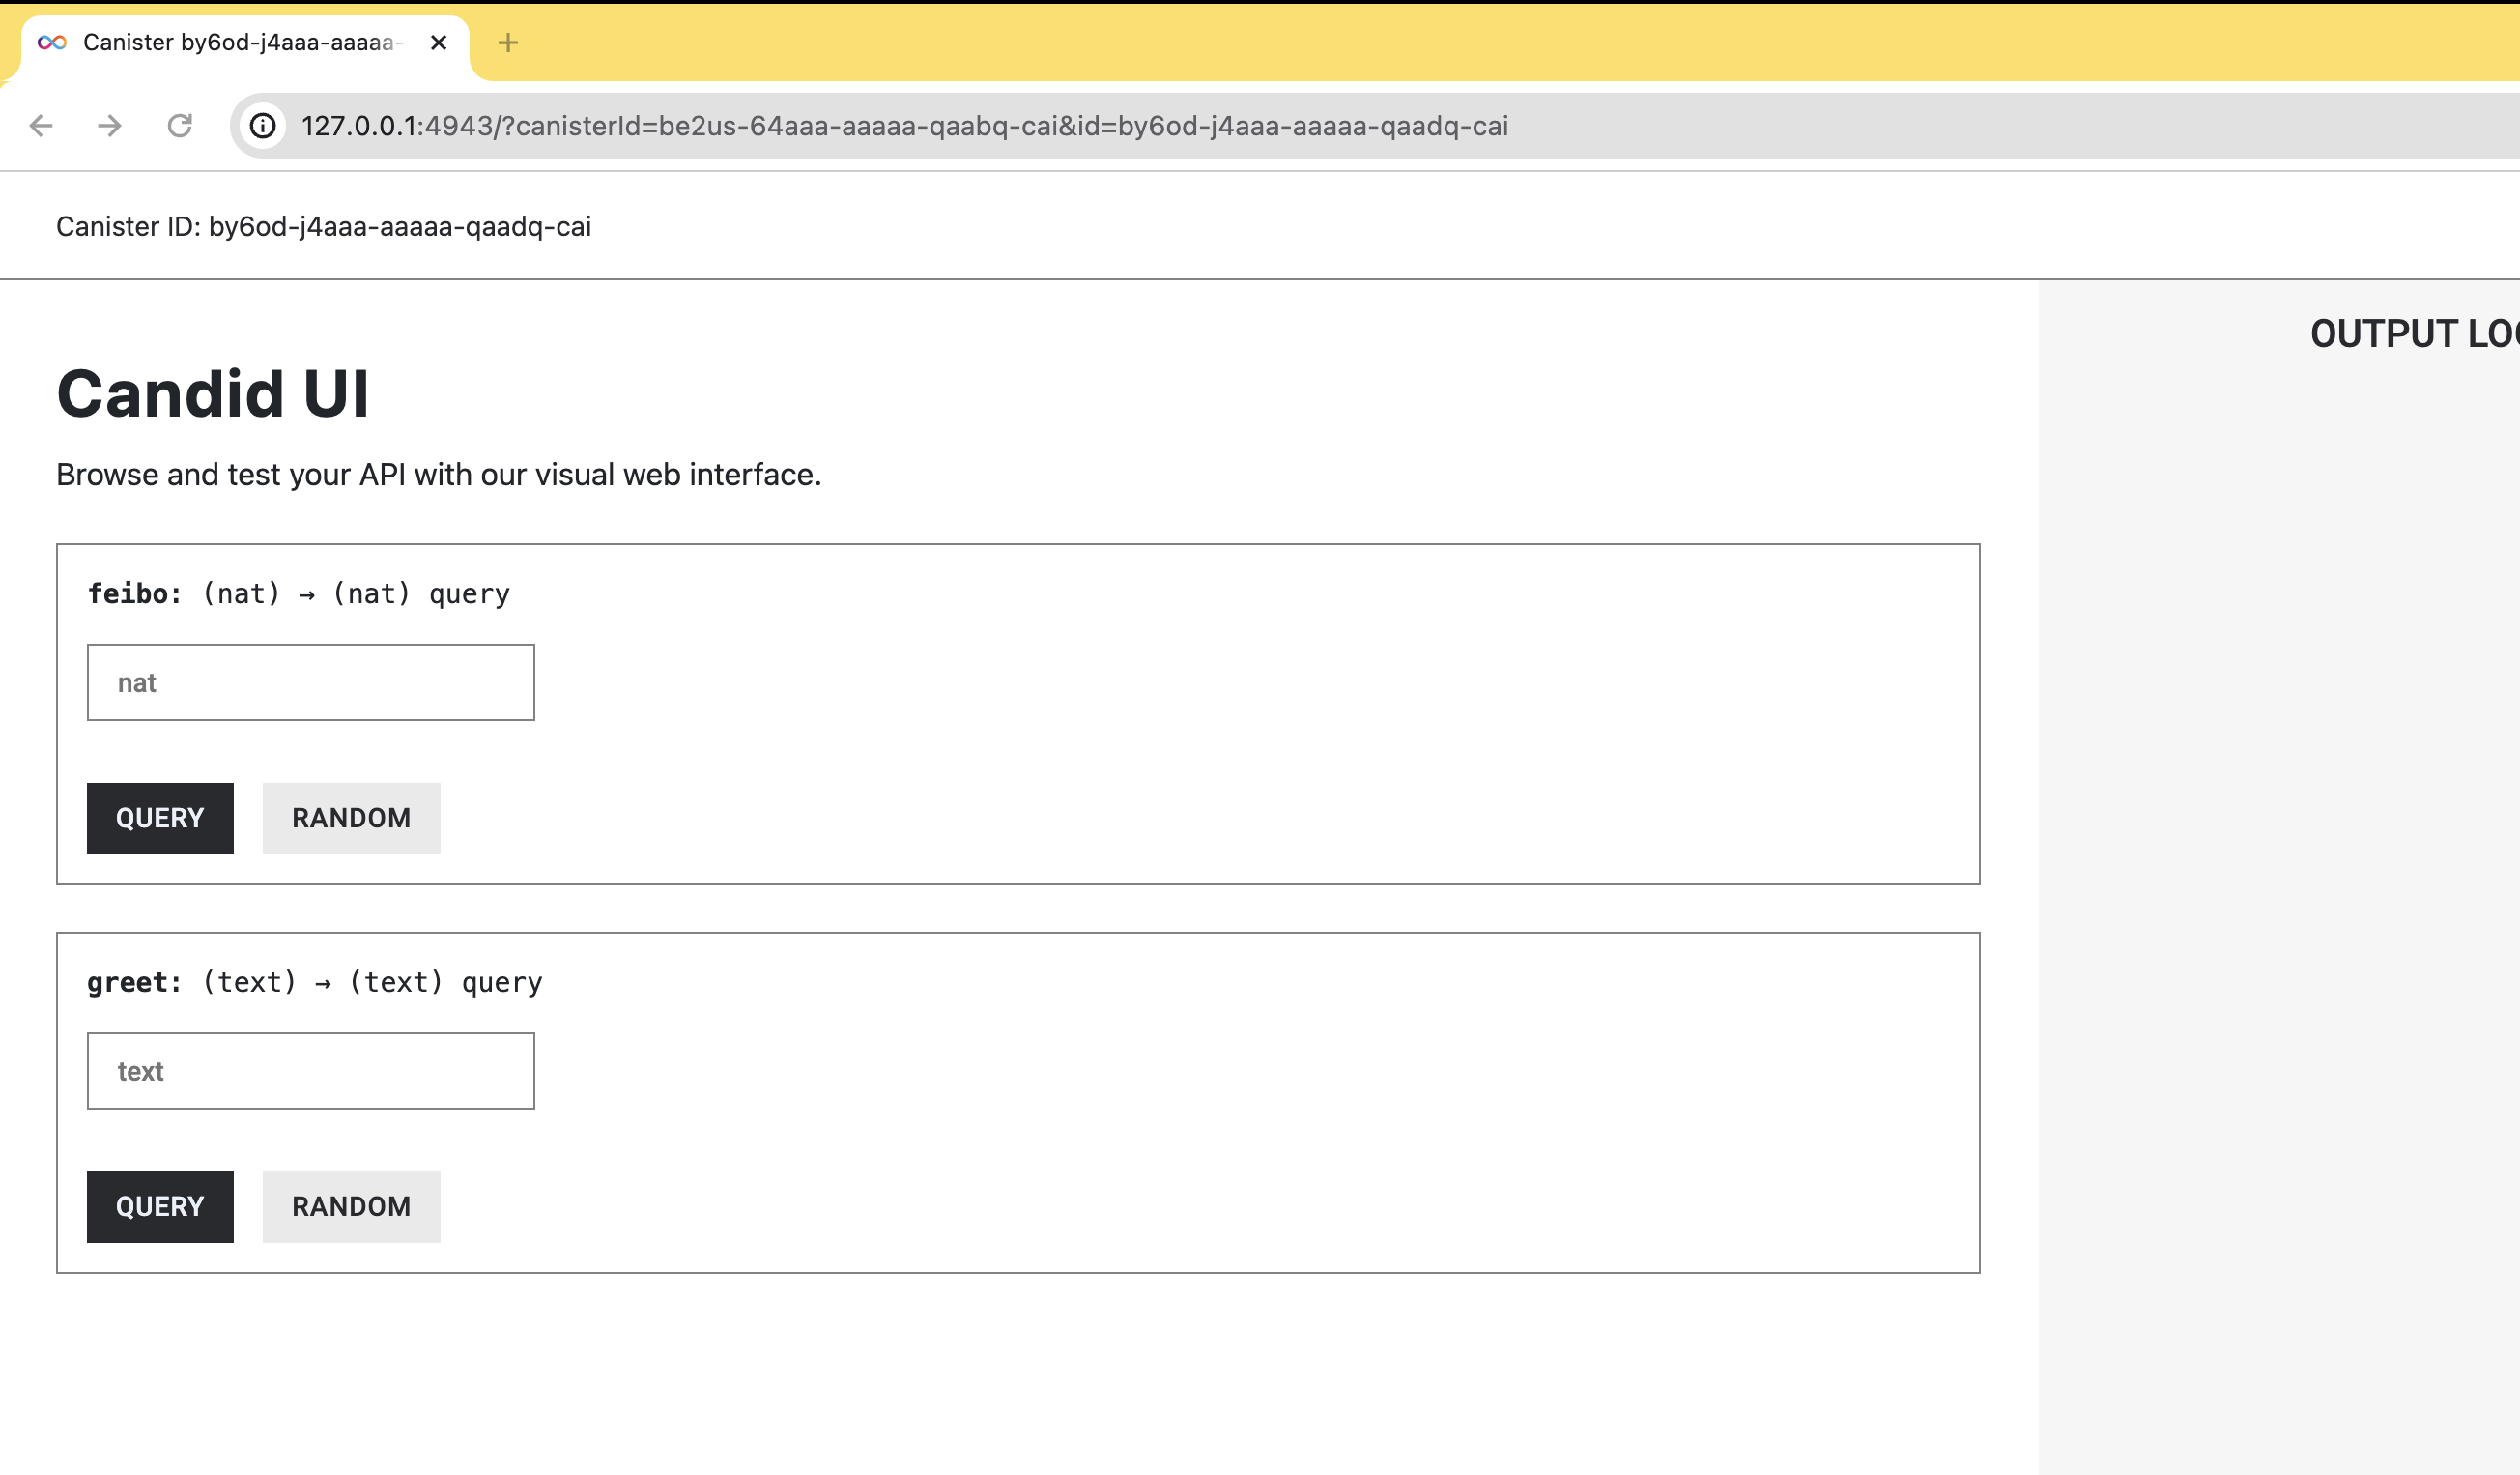 Canister by6od-j4aaa-aaaaa-
127.0.0.1:4943/?canisterId=be2us-64aaa-aaaaa-qaabq-cai&id=by6od-j4aaa-aaaaa-qaadq-cai
Canister ID: by6od-j4aaa-aaaaa-qaadq-cai
OUTPUT LOG
Candid UI
Browse and test your API with our visual web interface.
feibo: (nat) → (nat) query
nat
QUERY RANDOM
greet: (text) → (text) query
text
QUERY RANDOM